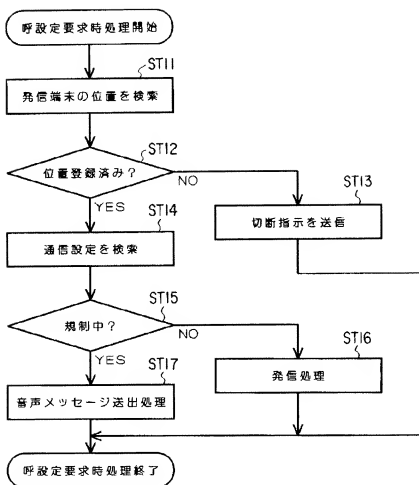 呼設定要求時処理開始
ST11
発信端末の位置を検索
ST12
位置登録済み？
NO
YES
ST13
切断指示を送信
ST14
通信設定を検索
ST15
規制中？
NO
YES
ST16
発信処理
ST17
音声メッセージ送出処理
呼設定要求時処理終了